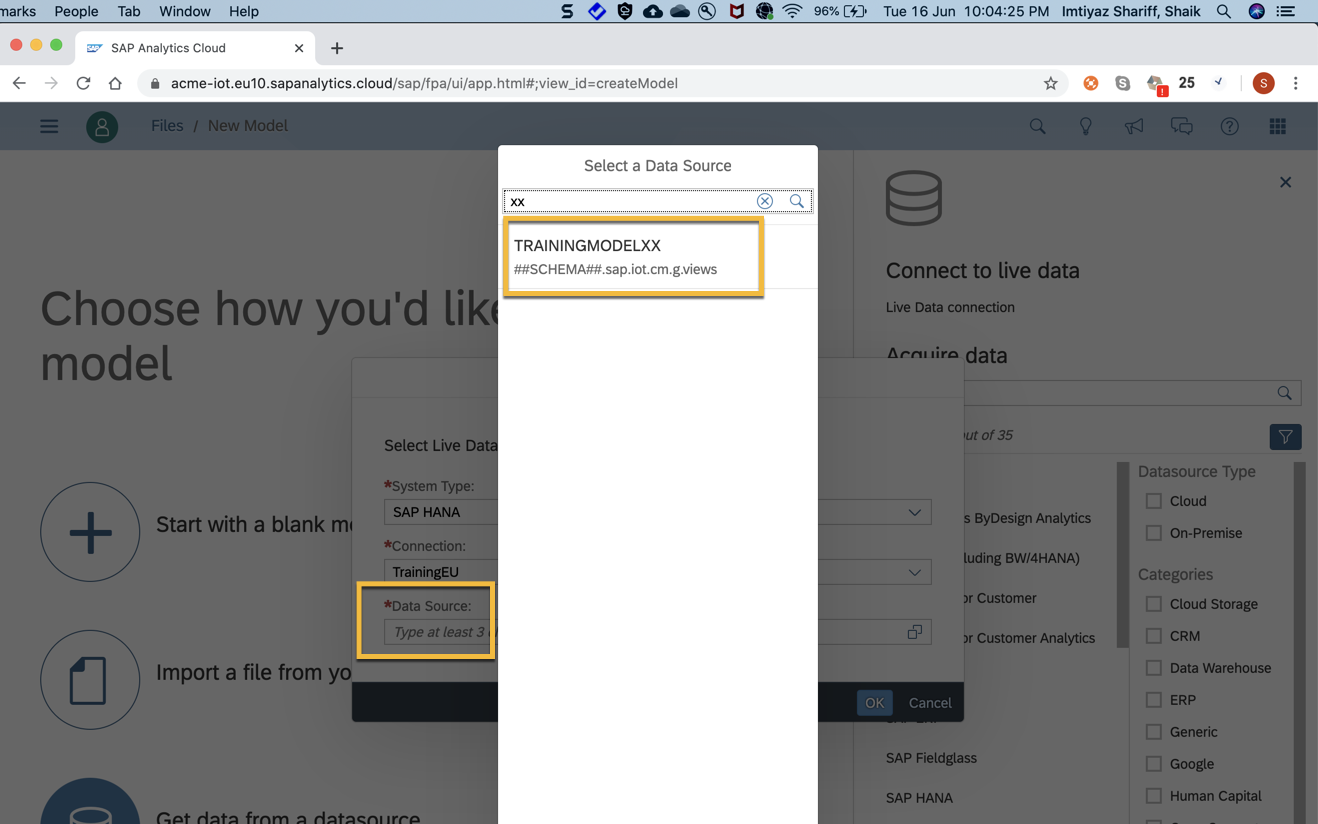 marks People Tab Window Help 96% Tue 16 Jun 10:04:25 PM Imtiyaz Shariff, Shaik
SAP SAP Analytics Cloud
acme-iot.eu10.sapanalytics.cloud/sap/fpa/ui/app.html#;view_id=createModel 25 S
Files / New Model
Select a Data Source
xx
TRAININGMODELXX
##SCHEMA##.sap.iot.cm.g.views
Choose how you'd like
model
Start with a blank m
Import a file from yo
Get data from a datasource
Select Live Data
*System Type:
SAP HANA
*Connection:
TrainingEU
*Data Source:
Type at least 3
OK Cancel
Connect to live data
Live Data connection
Acquire data
out of 35
s ByDesign Analytics
luding BW/4HANA)
or Customer
or Customer Analytics
SAP Fieldglass
SAP HANA
Datasource Type
Cloud
On-Premise
Categories
Cloud Storage
CRM
Data Warehouse
ERP
Generic
Google
Human Capital